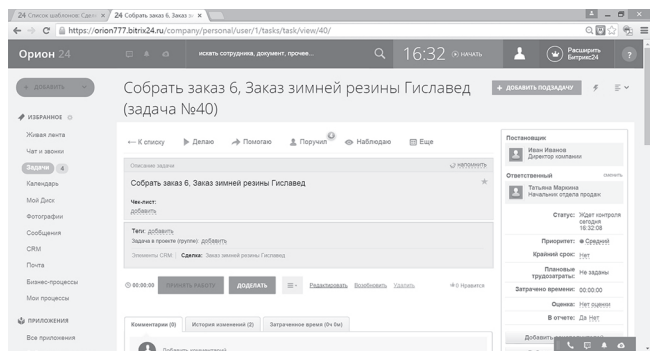 24 Список шаблонов: Сдел
24 Собрать заказ 6, Заказ зи
https://orion777.bitrix24.ru/company/personal/user/1/tasks/task/view/40/
Орион 24
искать сотрудника, документ, прочее...
16:32
НАЧАТЬ
Расширить
Битрикс24
?
+ ДОБАВИТЬ
ИЗБРАННОЕ
Живая лента
Чат и звонки
Задачи 4
Календарь
Мой Диск
Фотографии
Сообщения
CRM
Почта
Бизнес-процессы
Мои процессы
ПРИЛОЖЕНИЯ
Все приложения
Собрать заказ 6, Заказ зимней резины Гиславед
(задача №40)
+ ДОБАВИТЬ ПОДЗАДАЧУ
К списку
Делаю
Помогаю
Поручил
Наблюдаю
Еще
Описание задачи
напомнить
Собрать заказ 6, Заказ зимней резины Гиславед
Чек-лист:
добавить
Теги: добавить
Задача в проекте (группе): добавить
Элементы CRM
Сделка: Заказ зимней резины Гиславед
00:00:00
ПРИНЯТЬ РАБОТУ
ДОДЕЛАТЬ
Редактировать
Возобновить
Удалить
0 Нравится
Комментарии (0)
История изменений (2)
Затраченное время (0ч 0м)
Добавить комментарий
Постановщик
Иван Иванов
Директор компании
Ответственный
сменить
Татьяна Маркина
Начальник отдела продаж
Статус: Ждет контроля
сегодня
16:32:08
Приоритет: Средний
Крайний срок: Нет
Плановые
трудозатраты: Не заданы
Затрачено времени: 00:00:00
Оценка: Нет оценки
В отчете: Да Нет
Добавить